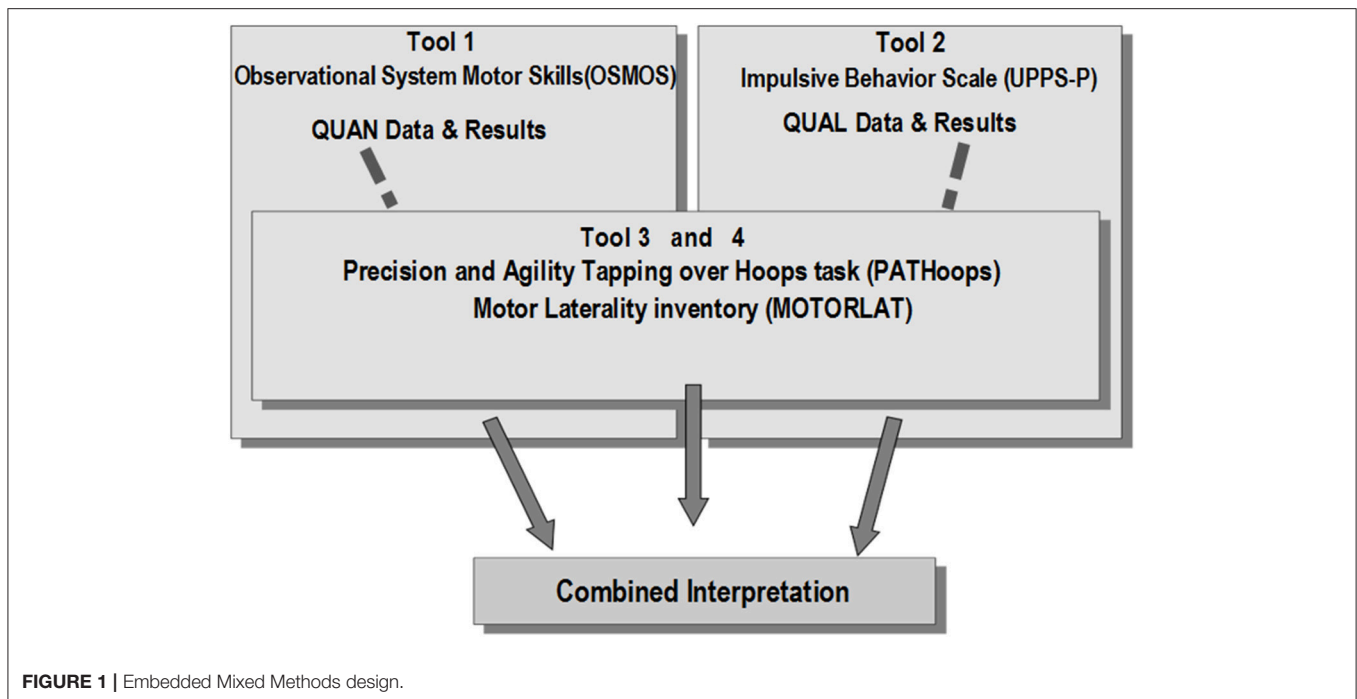 Tool 1
Observational System Motor Skills(OSMOS)
QUAN Data & Results
Tool 2
Impulsive Behavior Scale (UPPS-P)
QUAL Data & Results
Tool 3 and 4
Precision and Agility Tapping over Hoops task (PATHoops)
Motor Laterality inventory (MOTORLAT)
Combined Interpretation
FIGURE 1 | Embedded Mixed Methods design.